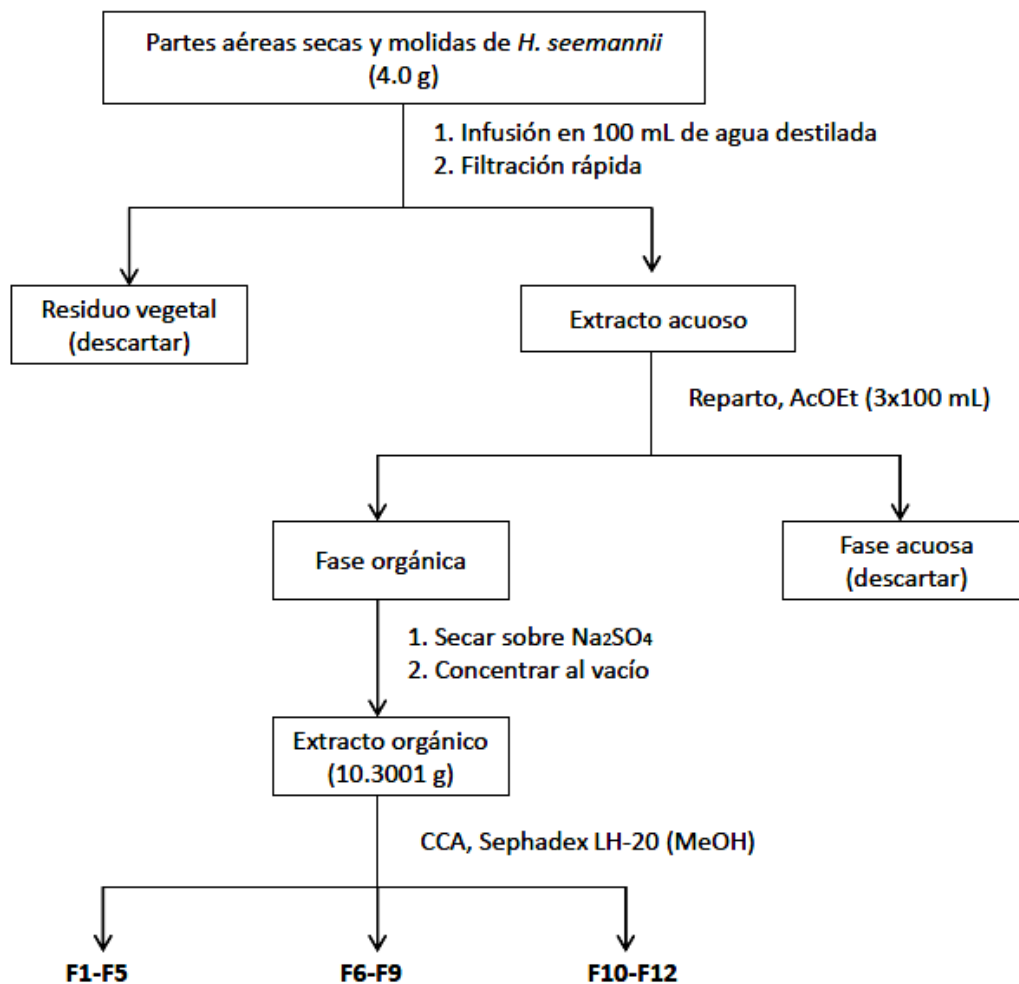 Partes aéreas secas y molidas de H. seemannii
(4.0 g)
1. Infusión en 100 mL de agua destilada
2. Filtración rápida
Residuo vegetal
(descartar)
Extracto acuoso
Reparto, AcOEt (3x100 mL)
Fase orgánica
Fase acuosa
(descartar)
1. Secar sobre Na₂SO₄
2. Concentrar al vacío
Extracto orgánico
(10.3001 g)
CCA, Sephadex LH-20 (MeOH)
F1-F5
F6-F9
F10-F12